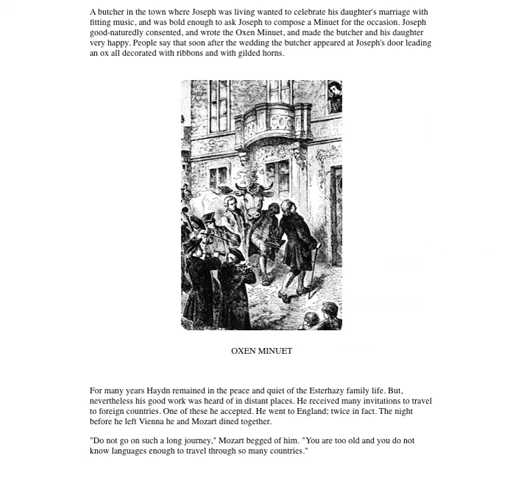 A butcher in the town where Joseph was living wanted to celebrate his daughter's marriage with
fitting music, and was bold enough to ask Joseph to compose a Minuet for the occasion. Joseph
good-naturedly consented, and wrote the Oxen Minuet, and made the butcher and his daughter
very happy. People say that soon after the wedding the butcher appeared at Joseph's door leading
an ox all decorated with ribbons and with gilded horns.
OXEN MINUET
For many years Haydn remained in the peace and quiet of the Esterhazy family life. But,
nevertheless his good work was heard of in distant places. He received many invitations to travel
to foreign countries. One of these he accepted. He went to England; twice in fact. The night
before he left Vienna he and Mozart dined together.
"Do not go on such a long journey," Mozart begged of him. "You are too old and you do not
know languages enough to travel through so many countries."